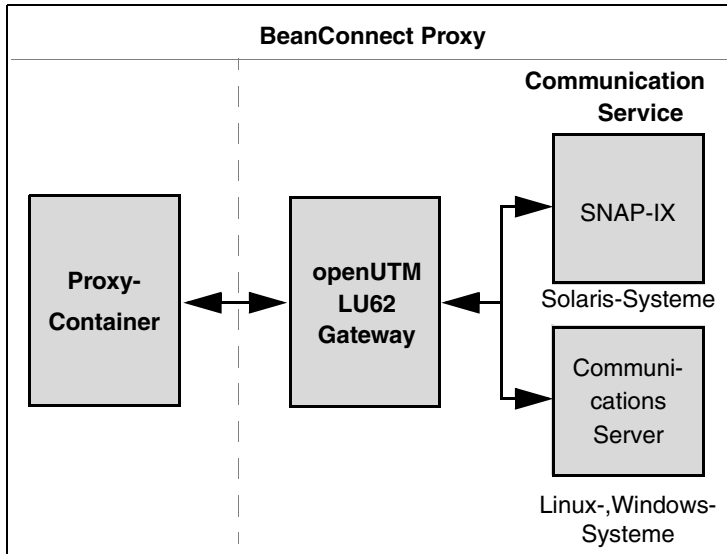 BeanConnect Proxy
Communication
Service
Proxy-
Container
openUTM
LU62
Gateway
SNAP-IX
Solaris-Systeme
Communi-
cations
Server
Linux-,Windows-
Systeme